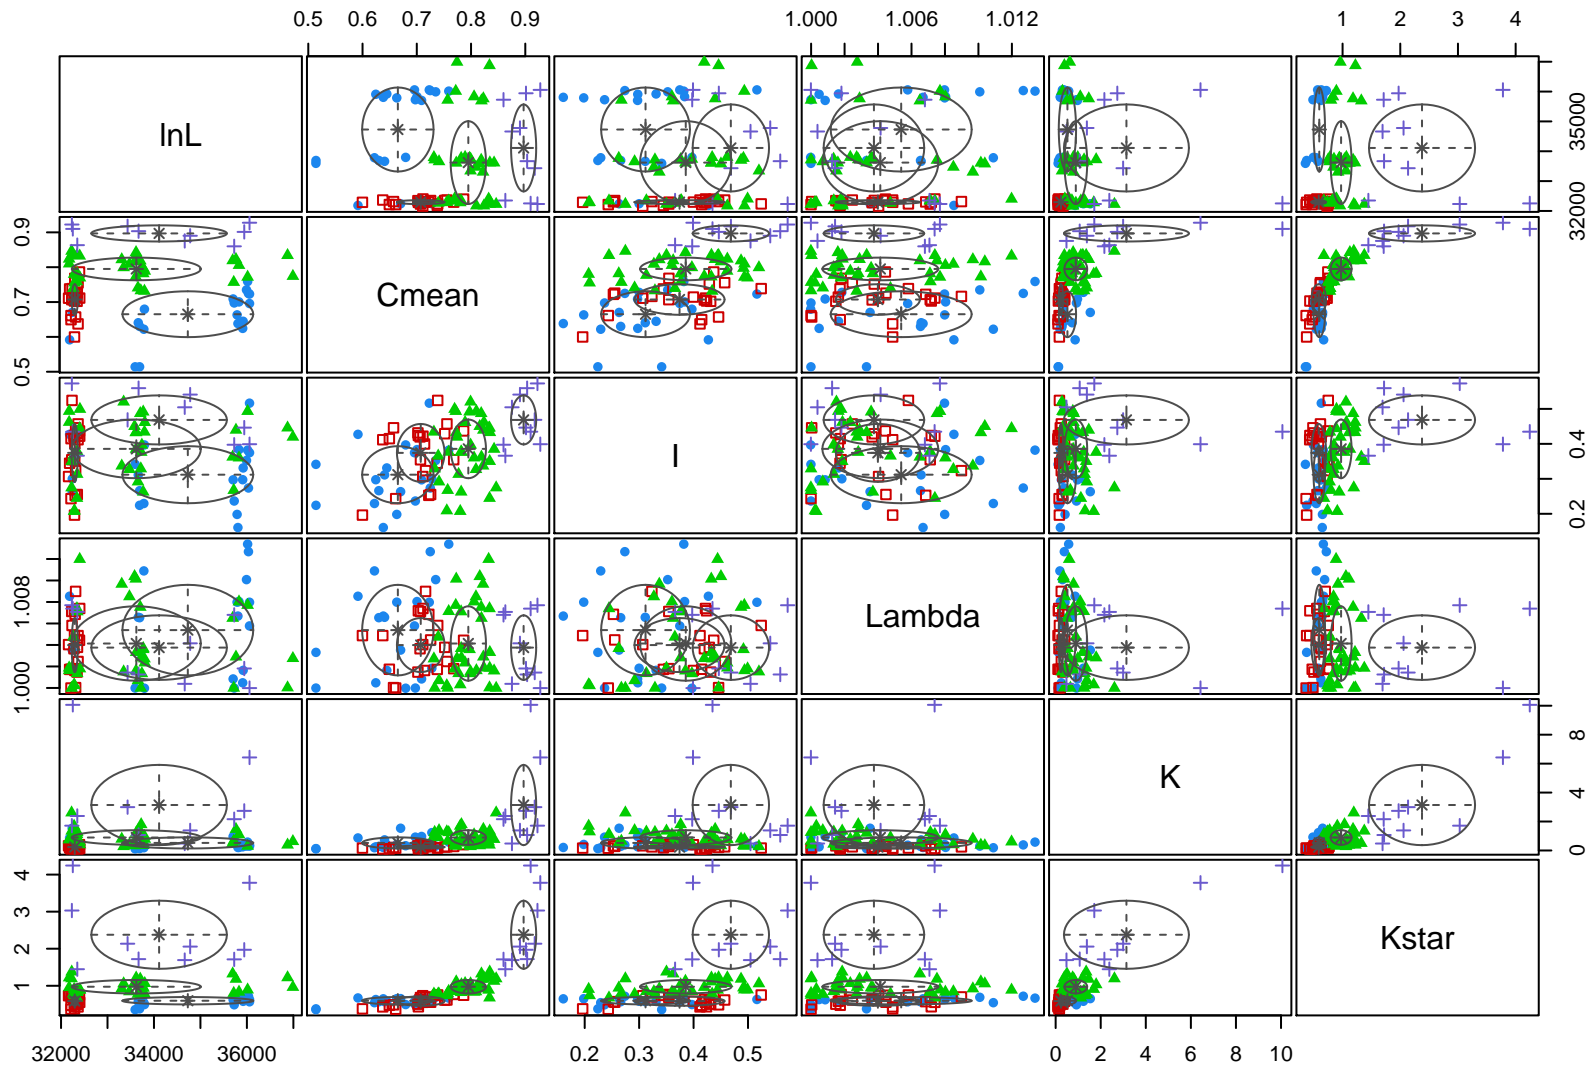 0.5 0.6 0.7 0.8 0.9 1.000 1.006 1.012 1 2 3 4
lnL 32000 35000
0.5 0.7 0.9 Cmean
I 0.2 0.4
1.000 1.008 Lambda
K 0 4 8
1 2 3 4 Kstar
32000 34000 36000 0.2 0.3 0.4 0.5 0 2 4 6 8 10